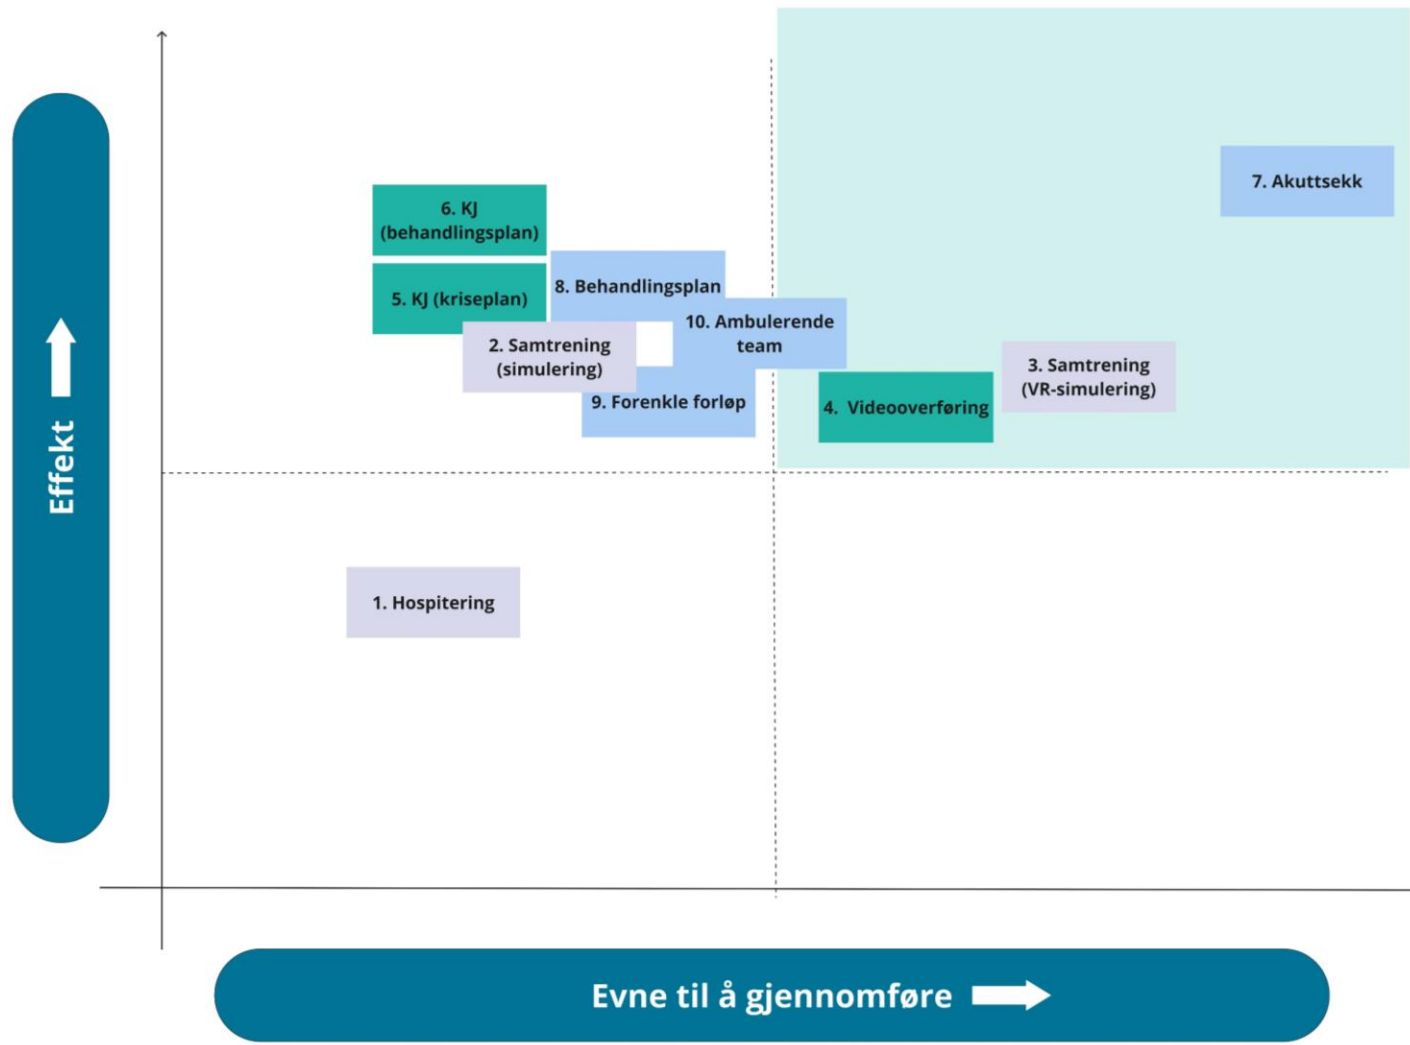 7. Akuttsekk
6. KJ
(behandlingsplan)
8. Behandlingsplan
5. KJ (kriseplan)
10. Ambulerende
team
2. Samtrening
(simulering)
3. Samtrening
(VR-simulering)
9. Forenkle forløp
4. Videooverføring
Effekt
1. Hospitering
Evne til å gjennomføre